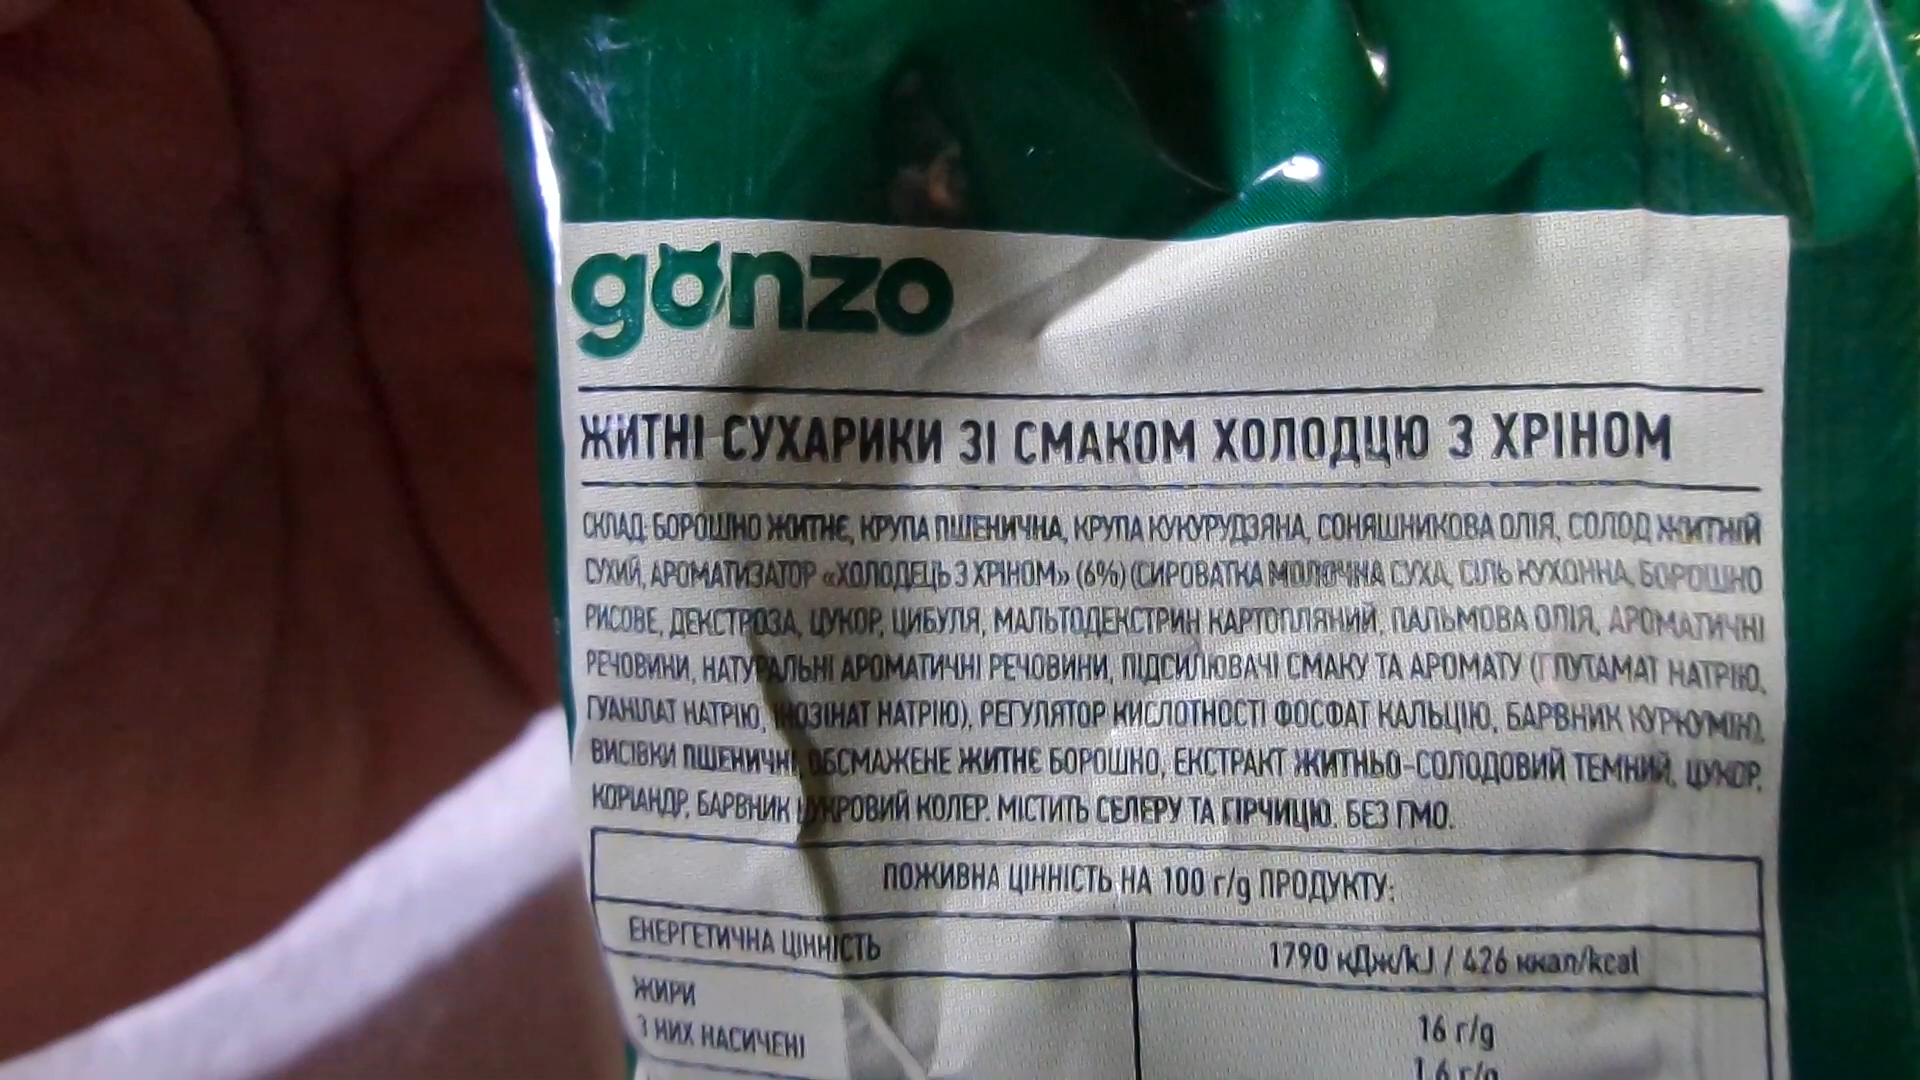 gonzo
ЖИТНІ СУХАРИКИ ЗІ СМАКОМ ХОЛОДЦЮ З ХРІНОМ
СКЛАД: БОРОШНО ЖИТНЄ, КРУПА ПШЕНИЧНА, КРУПА КУКУРУДЗЯНА, СОНЯШНИКОВА ОЛІЯ, СОЛОД ЖИТНІЙ
СУХИЙ, АРОМАТИЗАТОР «ХОЛОДЕЦЬ З ХРІНОМ» (6%) (СИРОВАТКА МОЛОЧНА СУХА, СІЛЬ КУХОННА, БОРОШНО
РИСОВЕ, ДЕКСТРОЗА, ЦУКОР, ЦИБУЛЯ, МАЛЬТОДЕКСТРИН КАРТОПЛЯНИЙ, ПАЛЬМОВА ОЛІЯ, АРОМАТИЧНІ
РЕЧОВИНИ, НАТУРАЛЬНІ АРОМАТИЧНІ РЕЧОВИНИ, ПІДСИЛЮВАЧІ СМАКУ ТА АРОМАТУ (ГЛУТАМАТ НАТРІЮ,
ГУАНІЛАТ НАТРІЮ, ІНОЗІНАТ НАТРІЮ), РЕГУЛЯТОР КИСЛОТНОСТІ ФОСФАТ КАЛЬЦІЮ, БАРВНИК КУРКУМІН),
ВИСІВКИ ПШЕНИЧНІ, ОБСМАЖЕНЕ ЖИТНЄ БОРОШНО, ЕКСТРАКТ ЖИТНЬО-СОЛОДОВИЙ ТЕМНИЙ, ЦУКОР,
КОРІАНДР, БАРВНИК ЦУКРОВИЙ КОЛЕР. МІСТИТЬ СЕЛЕРУ ТА ГІРЧИЦЮ. БЕЗ ГМО.
ПОЖИВНА ЦІННІСТЬ НА 100 г/g ПРОДУКТУ:
ЕНЕРГЕТИЧНА ЦІННІСТЬ 1790 кДж/kJ / 426 ккал/kcal
ЖИРИ 16 г/g
З НИХ НАСИЧЕНІ 1.6 г/g